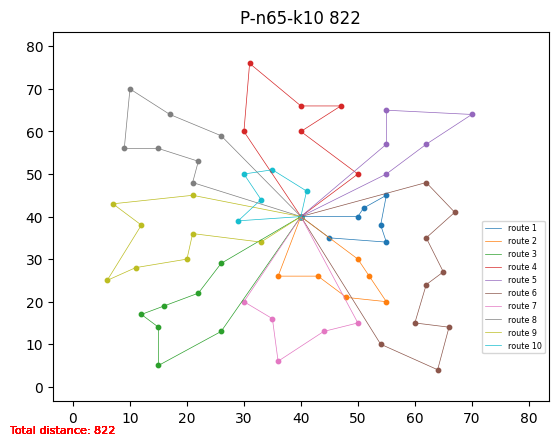 P-n65-k10 822
80
70
60
50
40
30
20
10
0
0 10 20 30 40 50 60 70 80
route 1
route 2
route 3
route 4
route 5
route 6
route 7
route 8
route 9
route 10
Total distance: 822